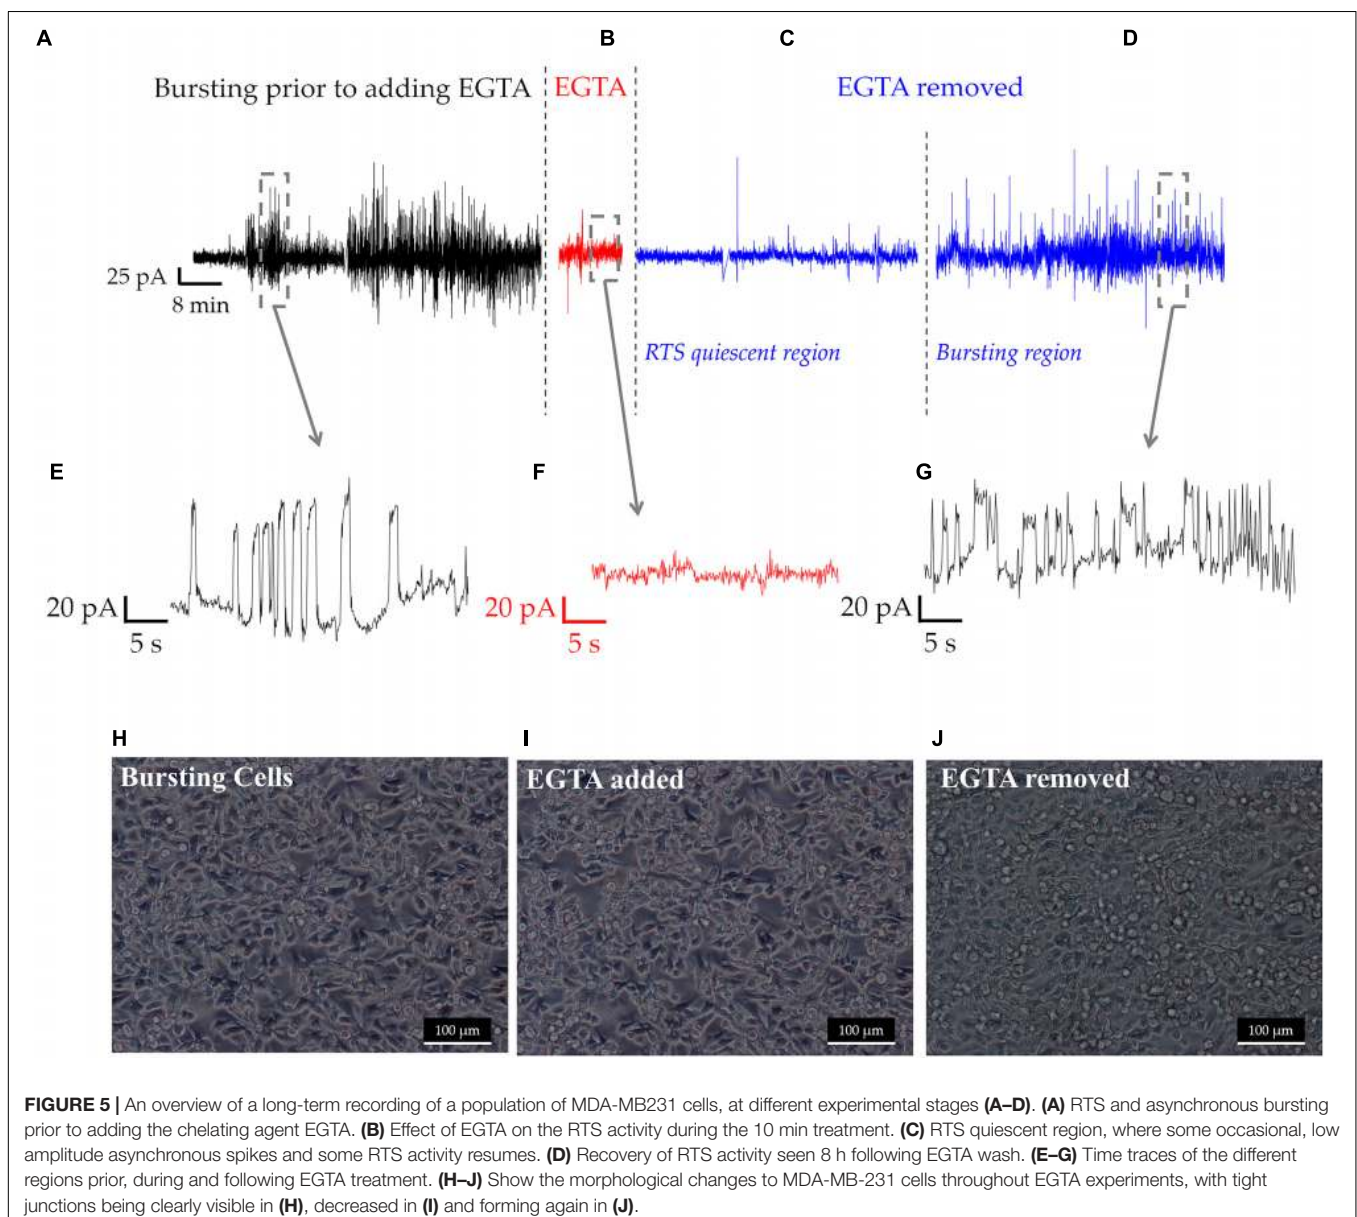 A
B
C
D
Bursting prior to adding EGTA
EGTA
EGTA removed
25 pA
8 min
RTS quiescent region
Bursting region
E
F
G
20 pA
5 s
20 pA
5 s
20 pA
5 s
H
I
J
Bursting Cells
EGTA added
EGTA removed
100 µm
100 µm
100 µm
FIGURE 5 | An overview of a long-term recording of a population of MDA-MB231 cells, at different experimental stages (A–D). (A) RTS and asynchronous bursting
prior to adding the chelating agent EGTA. (B) Effect of EGTA on the RTS activity during the 10 min treatment. (C) RTS quiescent region, where some occasional, low
amplitude asynchronous spikes and some RTS activity resumes. (D) Recovery of RTS activity seen 8 h following EGTA wash. (E–G) Time traces of the different
regions prior, during and following EGTA treatment. (H–J) Show the morphological changes to MDA-MB-231 cells throughout EGTA experiments, with tight
junctions being clearly visible in (H), decreased in (I) and forming again in (J).